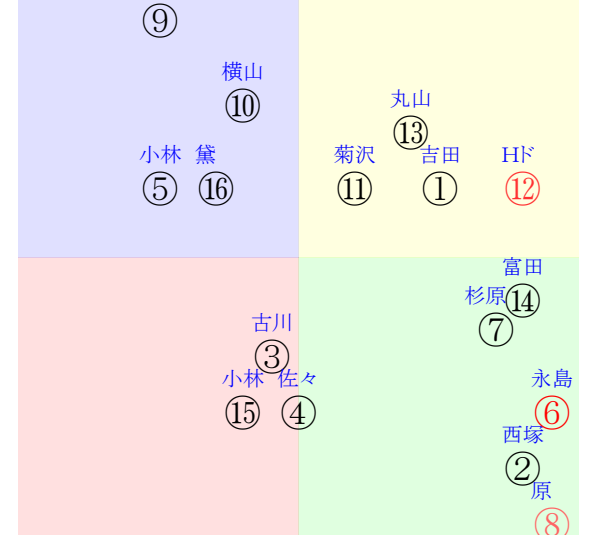 ⑨
横山
⑩
丸山
⑬
小林 黛
⑤ ⑯
菊沢 吉田 Hド
⑪ ① ⑫
富田
⑭
杉原
⑦
古川
③
小林 佐々
⑮ ④
永島
⑥
西塚
②
原
⑧